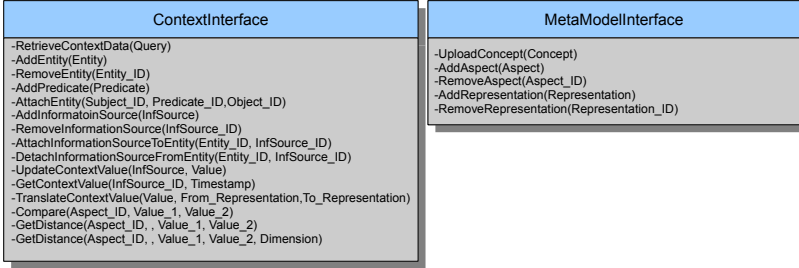 ContextInterface
-RetrieveContextData(Query)
-AddEntity(Entity)
-RemoveEntity(Entity_ID)
-AddPredicate(Predicate)
-AttachEntity(Subject_ID, Predicate_ID,Object_ID)
-AddInformatoinSource(InfSource)
-RemoveInformationSource(InfSource_ID)
-AttachInformationSourceToEntity(Entity_ID, InfSource_ID)
-DetachInformationSourceFromEntity(Entity_ID, InfSource_ID)
-UpdateContextValue(InfSource, Value)
-GetContextValue(InfSource_ID, Timestamp)
-TranslateContextValue(Value, From_Representation,To_Representation)
-Compare(Aspect_ID, Value_1, Value_2)
-GetDistance(Aspect_ID, , Value_1, Value_2)
-GetDistance(Aspect_ID, , Value_1, Value_2, Dimension)
MetaModelInterface
-UploadConcept(Concept)
-AddAspect(Aspect)
-RemoveAspect(Aspect_ID)
-AddRepresentation(Representation)
-RemoveRepresentation(Representation_ID)